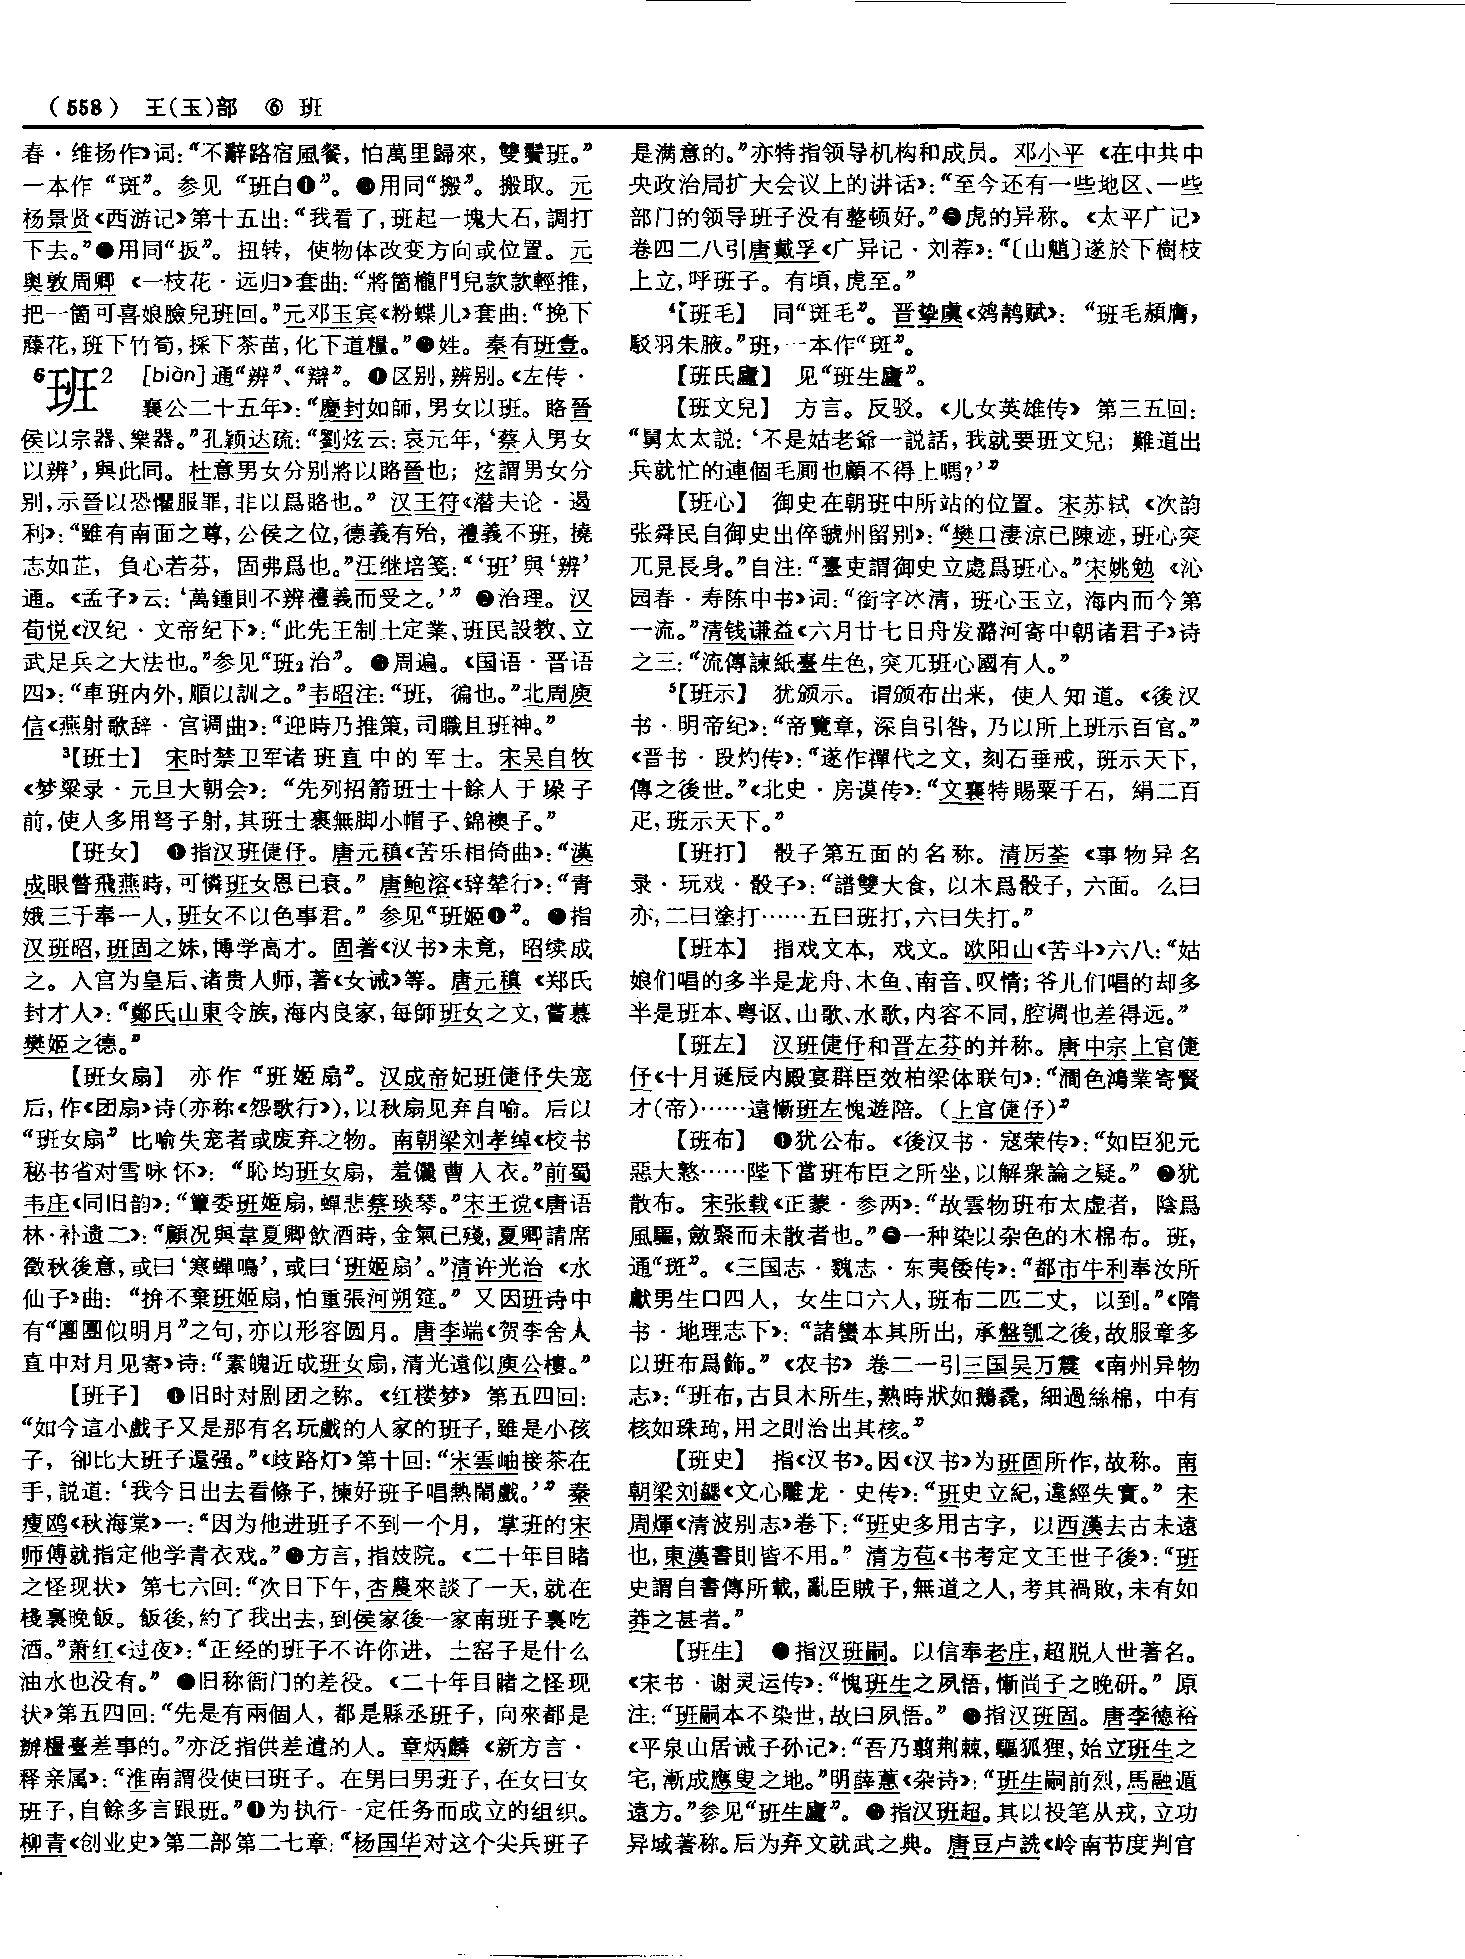 （558） 王(玉)部 ⑥ 班
春·维扬作》词：“不辭路宿風餐，怕萬里歸來，雙鬢班。”
一本作“斑”。参见“班白❶”。●用同“搬”。搬取。元
杨景贤《西游记》第十五出：“我看了，班起一塊大石，調打
下去。”●用同“扳”。扭转，使物体改变方向或位置。元
奥敦周卿《一枝花·远归》套曲：“將箇櫳門兒款款輕推，
把一箇可喜娘臉兒班回。”元邓玉宾《粉蝶儿》套曲：“挽下
藤花，班下竹筍，採下茶苗，化下道糧。”●姓。秦有班壹。
⁶班² [biàn]通“辨”、“辯”。❶区别，辨别。《左传·
襄公二十五年》：“慶封如師，男女以班。賂晉
侯以宗器、樂器。”孔颖达疏：“劉炫云：哀元年，‘蔡人男女
以辨’，與此同。杜意男女分别將以賂晉也；炫謂男女分
别，示晉以恐懼服罪，非以爲賂也。”汉王符《潜夫论·遏
利》：“雖有南面之尊，公侯之位，德義有殆，禮義不班，撓
志如芷，負心若芬，固弗爲也。”汪继培笺：“‘班’與‘辨’
通。《孟子》云：‘萬鍾則不辨禮義而受之。’”❷治理。汉
荀悦《汉纪·文帝纪下》：“此先王制土定業、班民設教、立
武足兵之大法也。”参见“班₂治”。●周遍。《国语·晋语
四》：“車班内外，順以訓之。”韦昭注：“班，徧也。”北周庾
信《燕射歌辞·宫调曲》：“迎時乃推策，司職且班神。”
³【班士】 宋时禁卫军诸班直中的军士。宋吴自牧
《梦粱录·元旦大朝会》：“先列招箭班士十餘人于垛子
前，使人多用弩子射，其班士裹無脚小帽子、錦襖子。”
【班女】 ❶指汉班倢伃。唐元稹《苦乐相倚曲》：“漢
成眼瞥飛燕時，可憐班女恩已衰。”唐鲍溶《辞辇行》：“青
娥三千奉一人，班女不以色事君。”参见“班姬❶”。●指
汉班昭，班固之妹，博学高才。固著《汉书》未竟，昭续成
之。入宫为皇后、诸贵人师，著《女诫》等。唐元稹《郑氏
封才人》：“鄭氏山東令族，海内良家，每師班女之文，嘗慕
樊姬之德。”
【班女扇】 亦作“班姬扇”。汉成帝妃班倢伃失宠
后，作《团扇》诗(亦称《怨歌行》)，以秋扇见弃自喻。后以
“班女扇”比喻失宠者或废弃之物。南朝梁刘孝绰《校书
秘书省对雪咏怀》：“恥均班女扇，羞儷曹人衣。”前蜀
韦庄《同旧韵》：“簟委班姬扇，蟬悲蔡琰琴。”宋王谠《唐语
林·补遗二》：“顧况與韋夏卿飲酒時，金氣已殘，夏卿請席
徵秋後意，或曰‘寒蟬鳴’，或曰‘班姬扇’。”清许光治《水
仙子》曲：“拚不棄班姬扇，怕重張河朔筵。”又因班诗中
有“團團似明月”之句，亦以形容圆月。唐李端《贺李舍人
直中对月见寄》诗：“素魄近成班女扇，清光遠似庾公樓。”
【班子】 ❶旧时对剧团之称。《红楼梦》第五四回：
“如今這小戲子又是那有名玩戲的人家的班子，雖是小孩
子，卻比大班子還强。”《歧路灯》第十回：“宋雲岫接茶在
手，説道：‘我今日出去看條子，揀好班子唱熱鬧戲。’”秦
瘦鸥《秋海棠》一：“因为他进班子不到一个月，掌班的宋
师傅就指定他学青衣戏。”●方言，指妓院。《二十年目睹
之怪现状》第七六回：“次日下午，杏農來談了一天，就在
棧裏晚飯。飯後，約了我出去，到侯家後一家南班子裏吃
酒。”萧红《过夜》：“正经的班子不许你进，土窑子是什么
油水也没有。”●旧称衙门的差役。《二十年目睹之怪现
状》第五四回：“先是有兩個人，都是縣丞班子，向來都是
辦糧臺差事的。”亦泛指供差遣的人。章炳麟《新方言·
释亲属》：“淮南謂役使曰班子。在男曰男班子，在女曰女
班子，自餘多言跟班。”❶为执行一定任务而成立的组织。
柳青《创业史》第二部第二七章：“杨国华对这个尖兵班子
是满意的。”亦特指领导机构和成员。邓小平《在中共中
央政治局扩大会议上的讲话》：“至今还有一些地区、一些
部门的领导班子没有整顿好。”●虎的异称。《太平广记》
卷四二八引唐戴孚《广异记·刘荐》：“〔山魈〕遂於下樹枝
上立，呼班子。有頃，虎至。”
⁴【班毛】 同“斑毛”。晋挚虞《鹓鹊赋》：“班毛頳膺，
駁羽朱腋。”班，一本作“斑”。
【班氏廬】 见“班生廬”。
【班文兒】 方言。反驳。《儿女英雄传》第三五回：
“舅太太説：‘不是姑老爺一説話，我就要班文兒；難道出
兵就忙的連個毛厠也顧不得上嗎？’”
【班心】 御史在朝班中所站的位置。宋苏轼《次韵
张舜民自御史出倅虢州留别》：“樊口淒涼已陳迹，班心突
兀見長身。”自注：“臺吏謂御史立處爲班心。”宋姚勉《沁
园春·寿陈中书》词：“銜字冰清，班心玉立，海内而今第
一流。”清钱谦益《六月廿七日舟发潞河寄中朝诸君子》诗
之三：“流傳諫紙臺生色，突兀班心國有人。”
⁵【班示】 犹颁示。谓颁布出来，使人知道。《後汉
书·明帝纪》：“帝覽章，深自引咎，乃以所上班示百官。”
《晋书·段灼传》：“遂作禪代之文，刻石垂戒，班示天下，
傳之後世。”《北史·房谟传》：“文襄特賜粟千石，絹二百
疋，班示天下。”
【班打】 骰子第五面的名称。清厉荃《事物异名
录·玩戏·骰子》：“譜雙大食，以木爲骰子，六面。幺曰
亦，二曰塗打……五曰班打，六曰失打。”
【班本】 指戏文本，戏文。欧阳山《苦斗》六八：“姑
娘们唱的多半是龙舟、木鱼、南音、叹情；爷儿们唱的却多
半是班本、粤讴、山歌、水歌，内容不同，腔调也差得远。”
【班左】 汉班倢伃和晋左芬的并称。唐中宗上官倢
伃《十月诞辰内殿宴群臣效柏梁体联句》：“潤色鴻業寄賢
才(帝)……遠慚班左愧遊陪。(上官倢伃)”
【班布】 ❶犹公布。《後汉书·寇荣传》：“如臣犯元
惡大憝……陛下當班布臣之所坐，以解衆論之疑。”❷犹
散布。宋张载《正蒙·参两》：“故雲物班布太虚者，陰爲
風驅，斂聚而未散者也。”●一种染以杂色的木棉布。班，
通“斑”。《三国志·魏志·东夷倭传》：“都市牛利奉汝所
獻男生口四人，女生口六人，班布二匹二丈，以到。”《隋
书·地理志下》：“諸蠻本其所出，承盤瓠之後，故服章多
以班布爲飾。”《农书》卷二一引三国吴万震《南州异物
志》：“班布，古貝木所生，熟時狀如鵝毳，細過絲棉，中有
核如珠珣，用之則治出其核。”
【班史】 指《汉书》。因《汉书》为班固所作，故称。南
朝梁刘勰《文心雕龙·史传》：“班史立紀，違經失實。”宋
周煇《清波别志》卷下：“班史多用古字，以西漢去古未遠
也，東漢書則皆不用。”清方苞《书考定文王世子後》：“班
史謂自書傳所載，亂臣賊子，無道之人，考其禍敗，未有如
莽之甚者。”
【班生】 ●指汉班嗣。以信奉老庄，超脱人世著名。
《宋书·谢灵运传》：“愧班生之夙悟，慚尚子之晚研。”原
注：“班嗣本不染世，故曰夙悟。”●指汉班固。唐李德裕
《平泉山居诫子孙记》：“吾乃翦荆棘，驅狐狸，始立班生之
宅，漸成應叟之地。”明薛蕙《杂诗》：“班生嗣前烈，馬融遁
遠方。”参见“班生廬”。●指汉班超。其以投笔从戎，立功
异域著称。后为弃文就武之典。唐豆卢詵《岭南节度判官